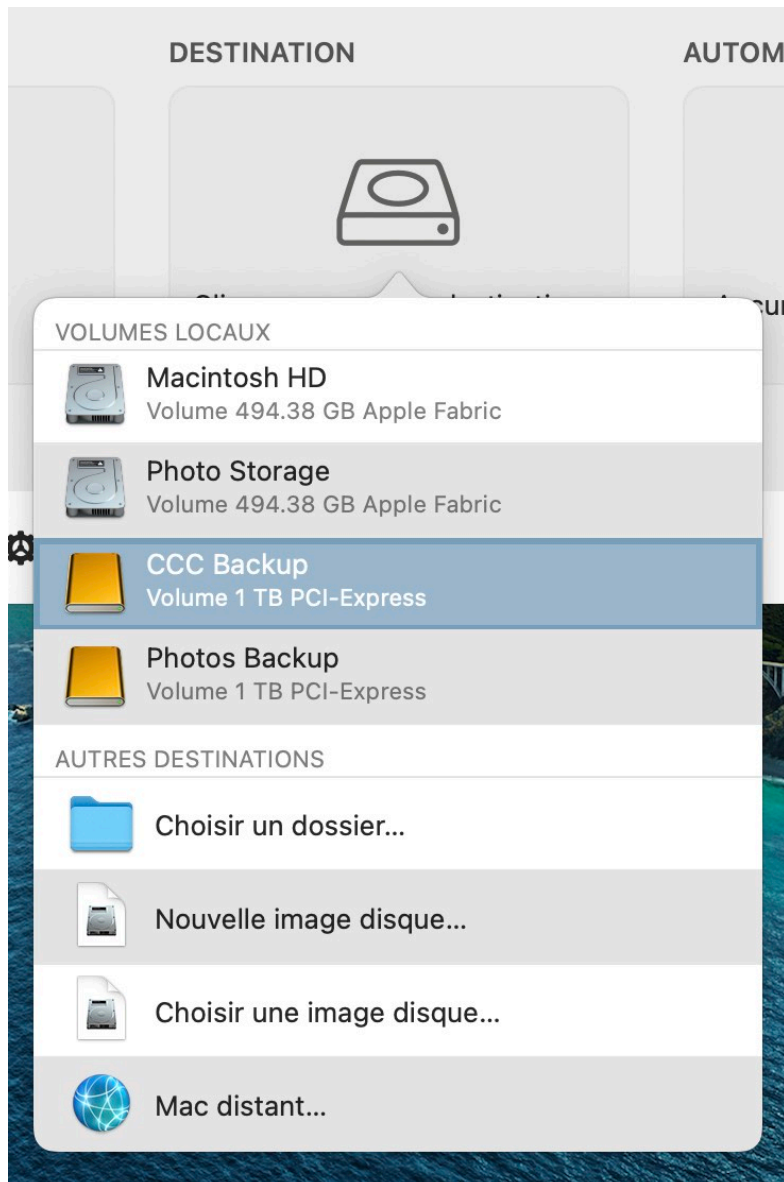 DESTINATION
AUTOM
VOLUMES LOCAUX
Macintosh HD
Volume 494.38 GB Apple Fabric
Photo Storage
Volume 494.38 GB Apple Fabric
CCC Backup
Volume 1 TB PCI-Express
Photos Backup
Volume 1 TB PCI-Express
AUTRES DESTINATIONS
Choisir un dossier...
Nouvelle image disque...
Choisir une image disque...
Mac distant...